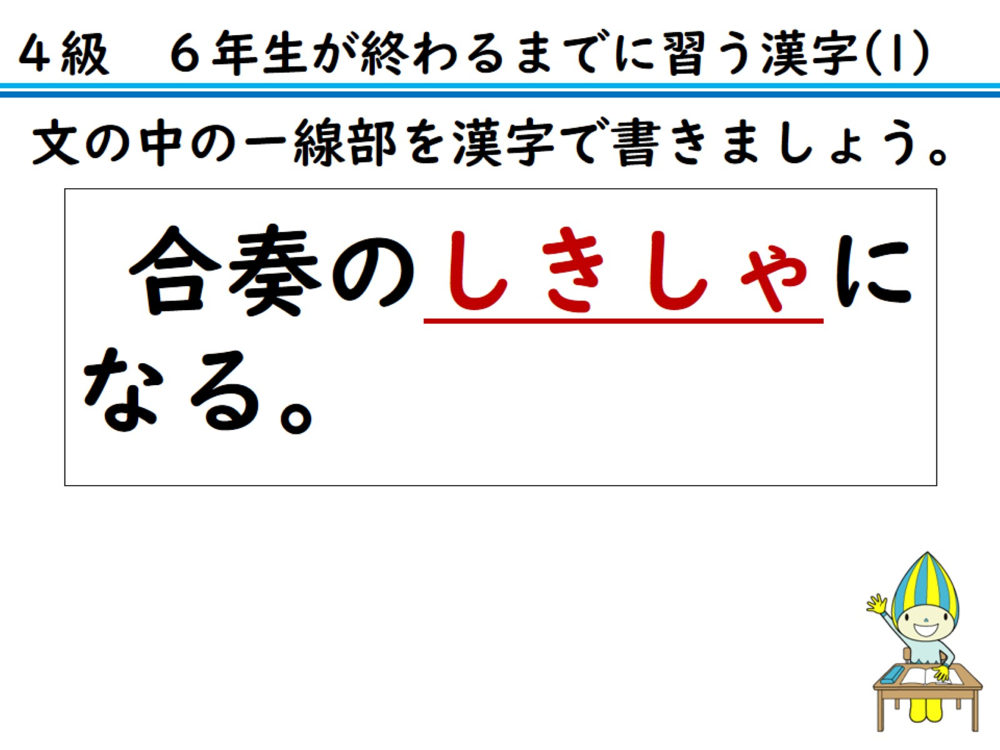 ４級　６年生が終わるまでに習う漢字(1)
文の中の―線部を漢字で書きましょう。
合奏のしきしゃに
なる。